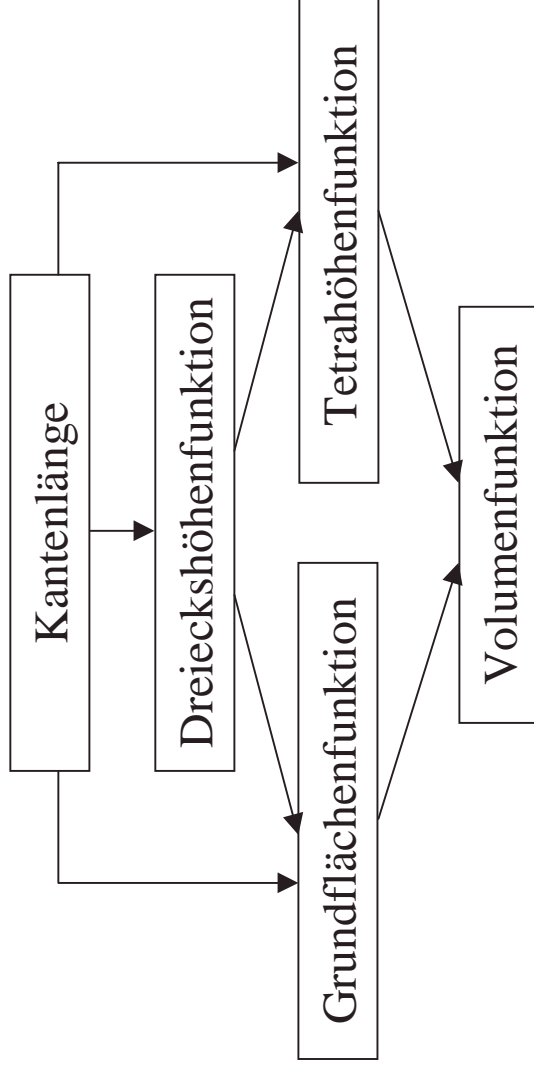 Kantenlänge
Dreieckshöhenfunktion
Grundflächenfunktion
Tetrahöhenfunktion
Volumenfunktion